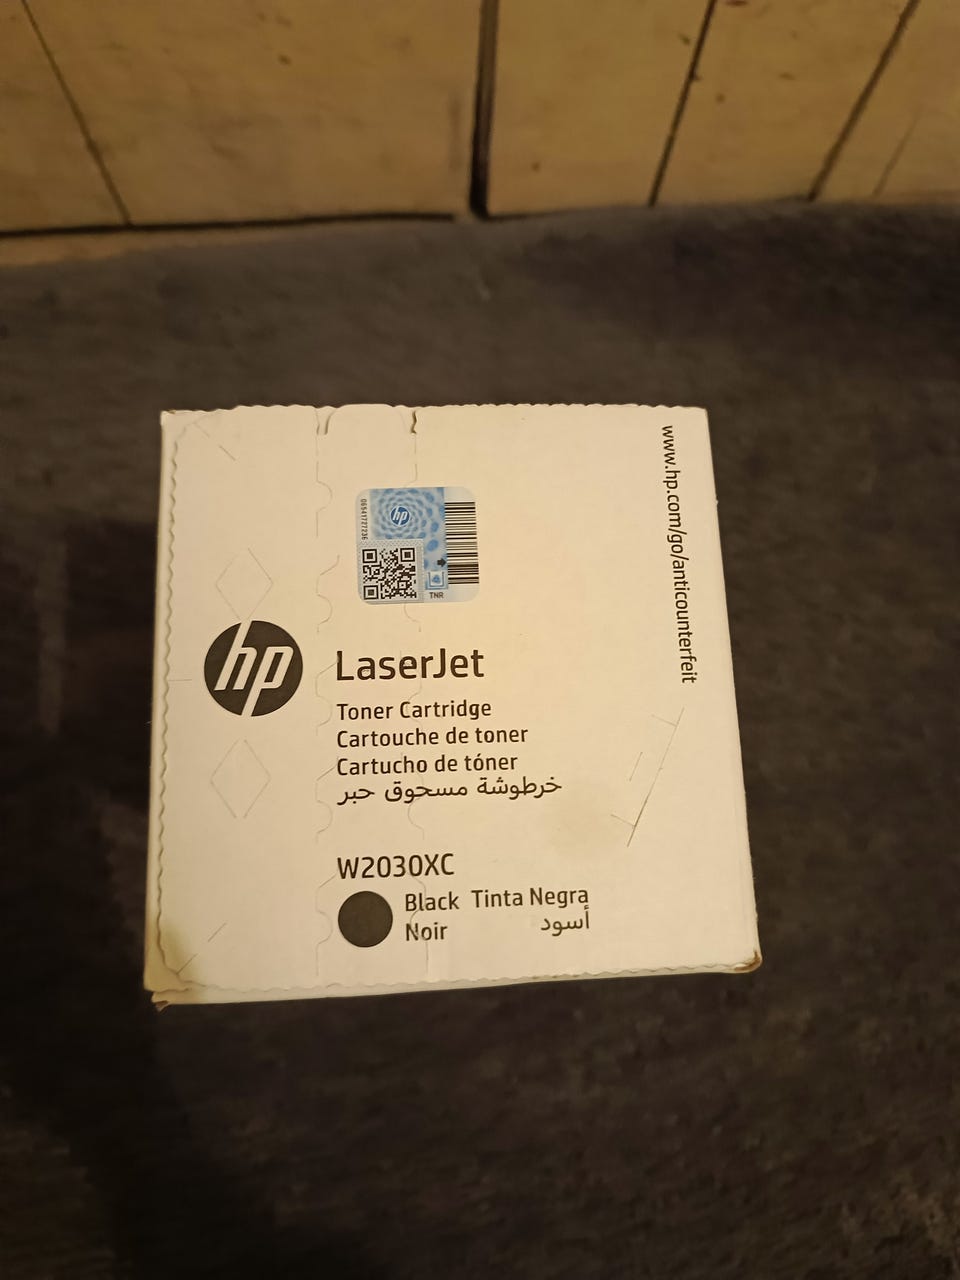 www.hp.com/go/anticounterfeit
hp
TNR
hp
LaserJet
Toner Cartridge
Cartouche de toner
Cartucho de tóner
خرطوشة مسحوق حبر
W2030XC
Black Tinta Negra
Noir أسود